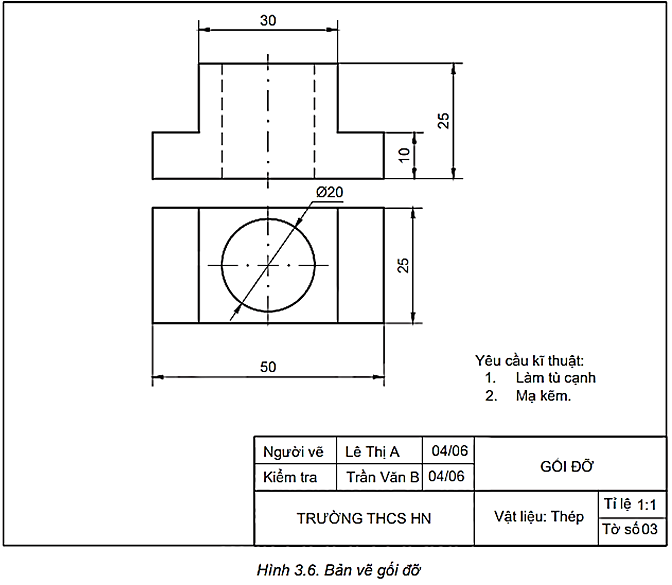 30
25
10
Ø20
25
50
Yêu cầu kĩ thuật:
1. Làm tù cạnh
2. Mạ kẽm.
Người vẽ Lê Thị A 04/06 GỐI ĐỠ
Kiểm tra Trần Văn B 04/06
TRƯỜNG THCS HN Vật liệu: Thép Tỉ lệ 1:1
Tờ số 03
Hình 3.6. Bản vẽ gối đỡ